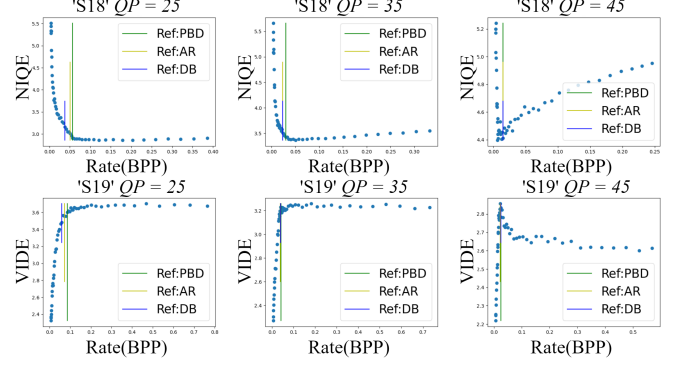 'S18' QP = 25
'S18' QP = 35
'S18' QP = 45
NIQE
5.5
5.0
4.5
4.0
3.5
3.0
Ref:PBD
Ref:AR
Ref:DB
0.00 0.05 0.10 0.15 0.20 0.25 0.30 0.35 0.40
Rate(BPP)
NIQE
5.5
5.0
4.5
4.0
3.5
Ref:PBD
Ref:AR
Ref:DB
0.00 0.05 0.10 0.15 0.20 0.25 0.30
Rate(BPP)
NIQE
5.2
5.0
4.8
4.6
4.4
Ref:PBD
Ref:AR
Ref:DB
0.00 0.05 0.10 0.15 0.20 0.25
Rate(BPP)
'S19' QP = 25
'S19' QP = 35
'S19' QP = 45
VIDE
3.6
3.4
3.2
3.0
2.8
2.6
2.4
Ref:PBD
Ref:AR
Ref:DB
0.0 0.1 0.2 0.3 0.4 0.5 0.6 0.7 0.8
Rate(BPP)
VIDE
3.2
3.0
2.8
2.6
2.4
Ref:PBD
Ref:AR
Ref:DB
0.0 0.1 0.2 0.3 0.4 0.5 0.6 0.7
Rate(BPP)
VIDE
2.8
2.7
2.6
2.5
2.4
2.3
2.2
Ref:PBD
Ref:AR
Ref:DB
0.0 0.1 0.2 0.3 0.4 0.5
Rate(BPP)